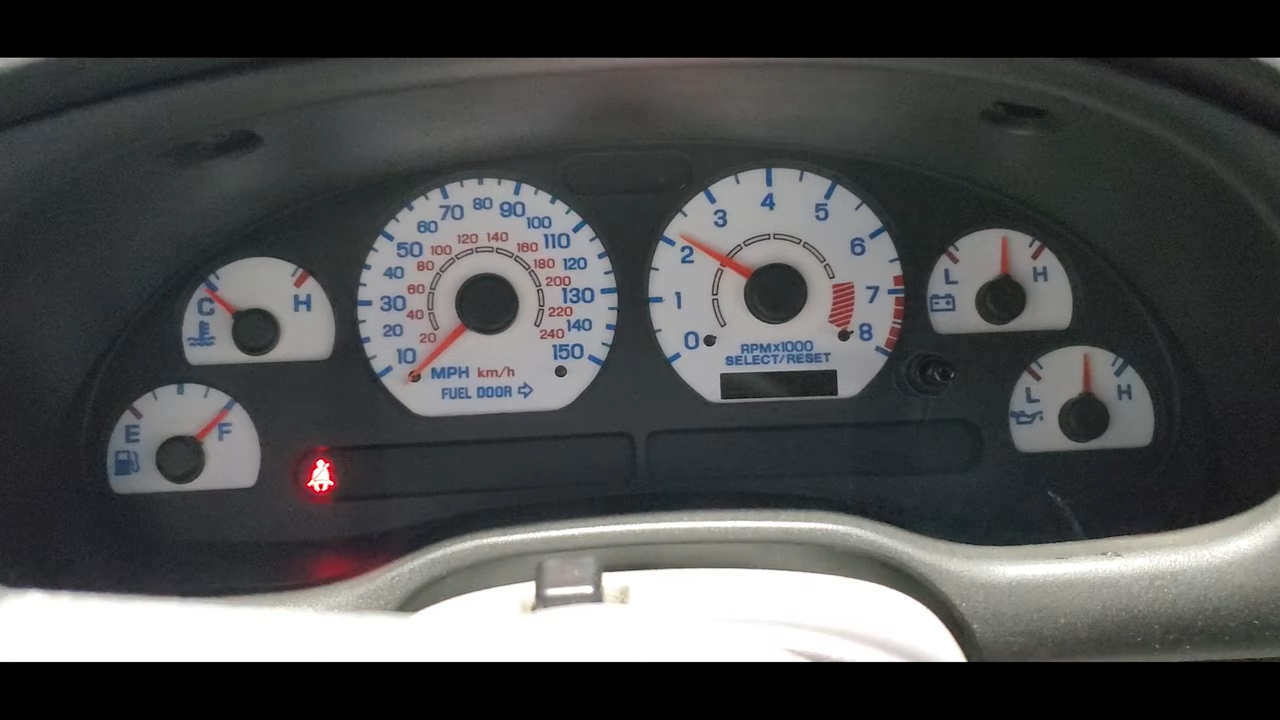 C H
E F
10 20 30 40 50 60 70 80 90 100 110 120 130 140 150
20 40 60 80 100 120 140 160 180 200 220 240
MPH km/h
FUEL DOOR
0 1 2 3 4 5 6 7 8
RPMX1000
SELECT/RESET
L H
L H